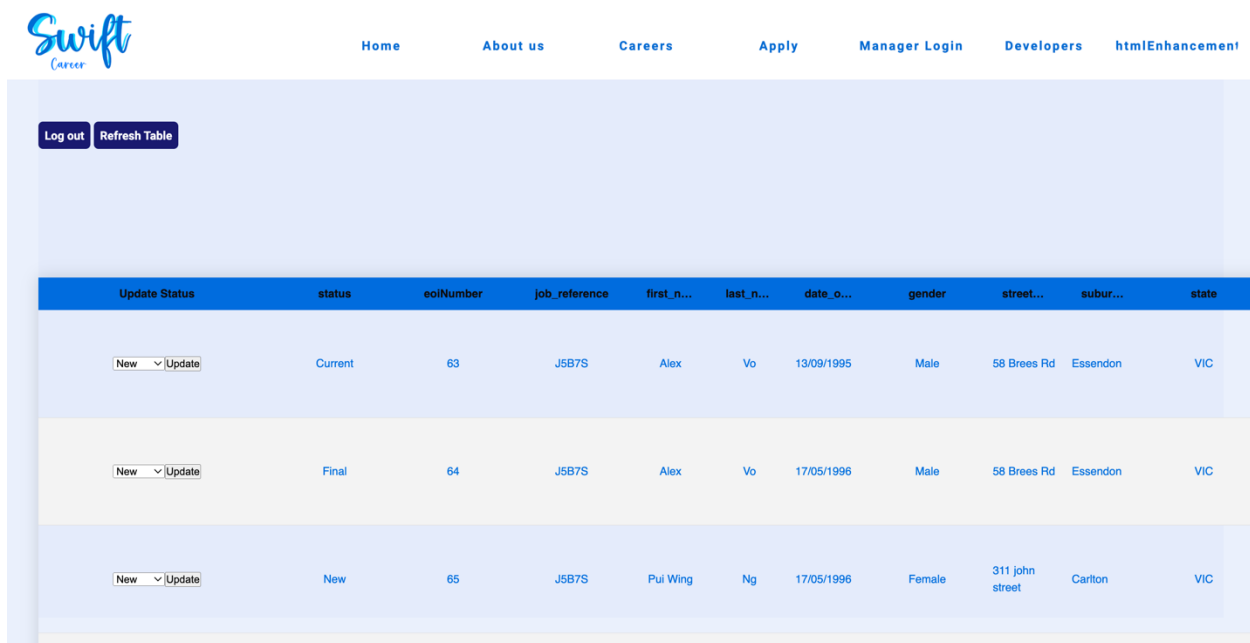 Swift
Career
Home About us Careers Apply Manager Login Developers htmlEnhancement
Log out Refresh Table
Update Status status eoiNumber job_reference first_n... last_n... date_o... gender street... subur... state
New Update Current 63 J5B7S Alex Vo 13/09/1995 Male 58 Brees Rd Essendon VIC
New Update Final 64 J5B7S Alex Vo 17/05/1996 Male 58 Brees Rd Essendon VIC
New Update New 65 J5B7S Pui Wing Ng 17/05/1996 Female 311 john street Carlton VIC